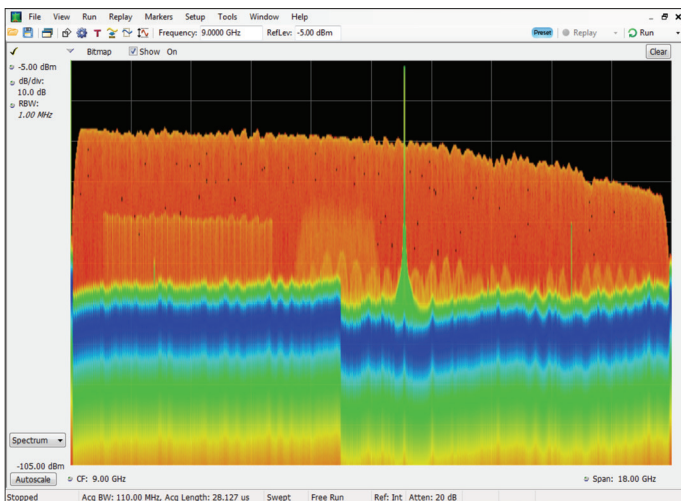 File View Run Replay Markers Setup Tools Window Help
Frequency: 9.0000 GHz RefLev: -5.00 dBm Preset Replay Run
Bitmap Show On Clear
-5.00 dBm
dB/div:
10.0 dB
RBW:
1.00 MHz
Spectrum
-105.00 dBm
Autoscale CF: 9.00 GHz Span: 18.00 GHz
Stopped Acq BW: 110.00 MHz, Acq Length: 28.127 us Swept Free Run Ref: Int Atten: 20 dB